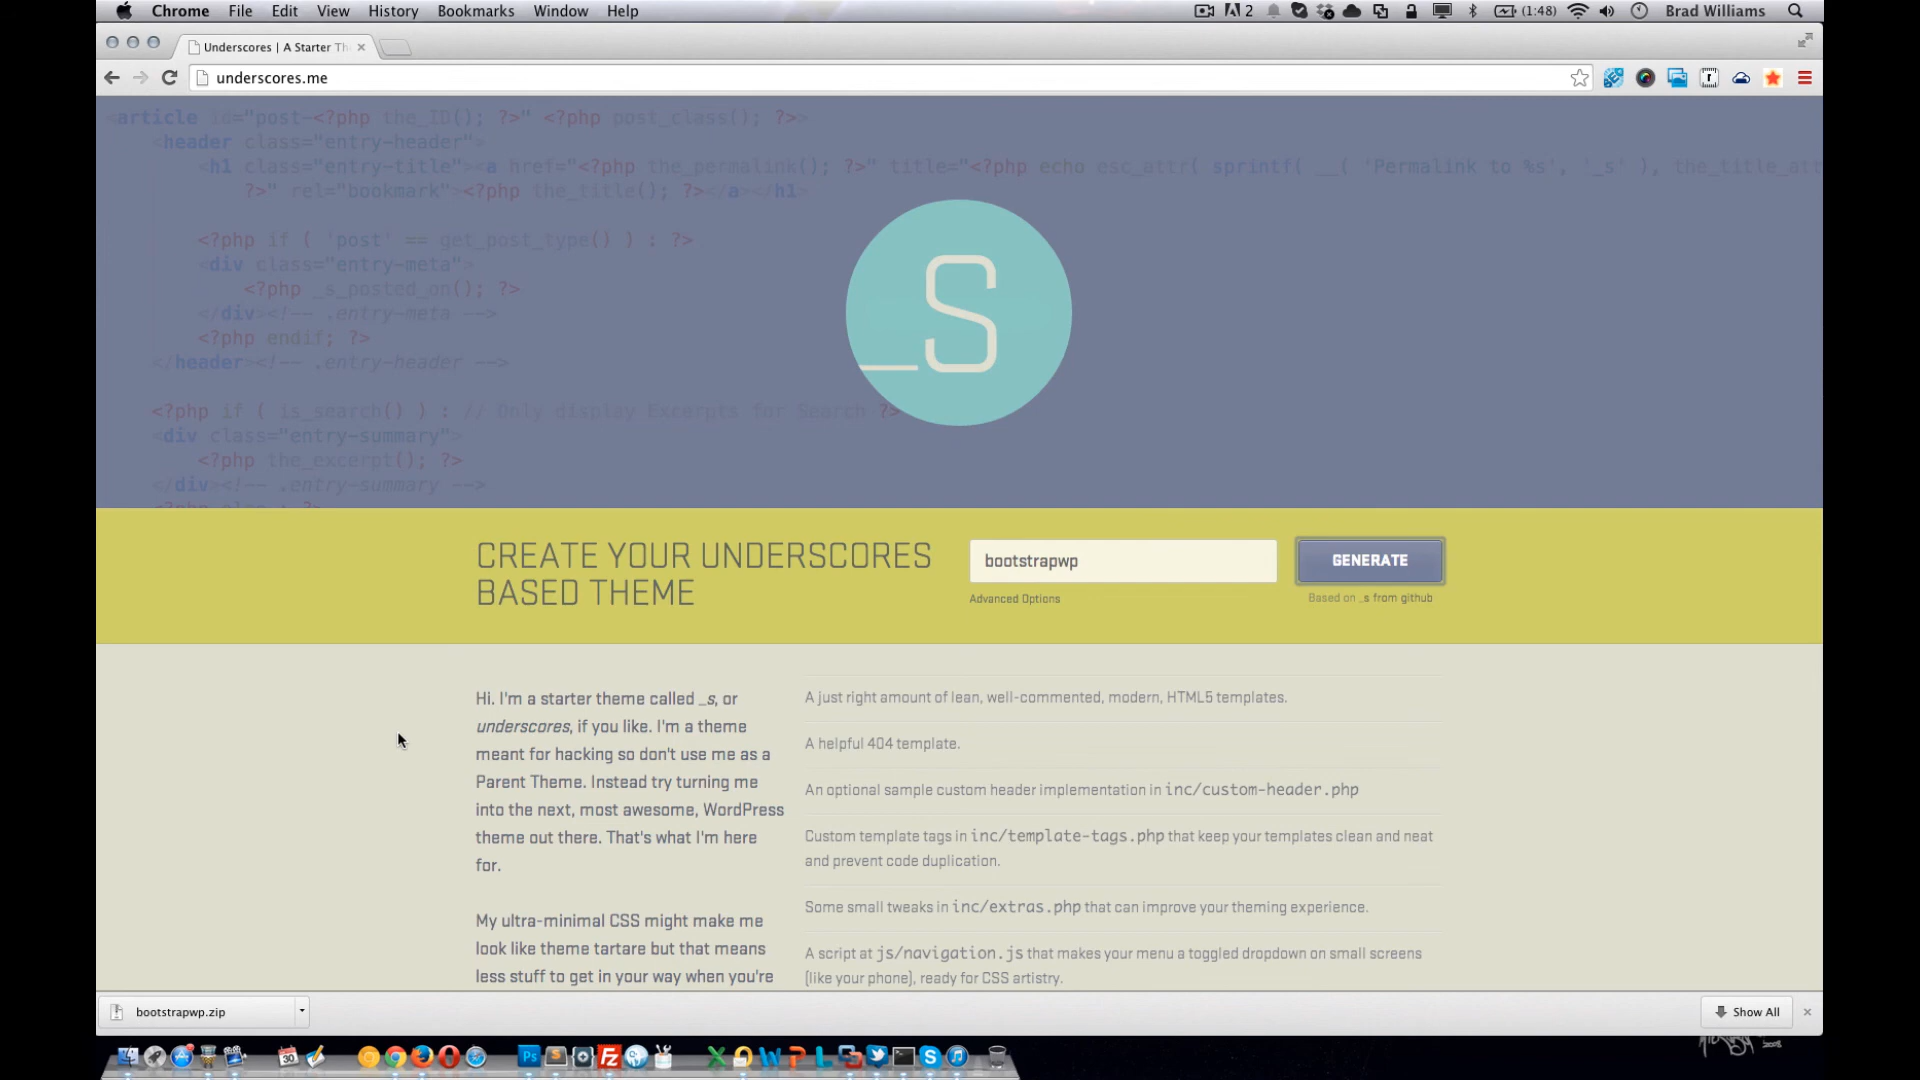 Chrome File Edit View History Bookmarks Window Help
2 (1:48) Brad Williams
Underscores | A Starter Th
underscores.me
<article id="post-<?php the_ID(); ?>" <?php post_class(); ?>>
<header class="entry-header">
<h1 class="entry-title"><a href="<?php the_permalink(); ?>" title="<?php echo esc_attr( sprintf( __( 'Permalink to %s', '_s' ), the_title_att
?>" rel="bookmark"><?php the_title(); ?></a></h1>
<?php if ( 'post' == get_post_type() ) : ?>
<div class="entry-meta">
<?php _s_posted_on(); ?>
</div><!-- .entry-meta -->
<?php endif; ?>
</header><!-- .entry-header -->
<?php if ( is_search() ) : // Only display Excerpts for Search ?>
<div class="entry-summary">
<?php the_excerpt(); ?>
</div><!-- .entry-summary -->
_S
CREATE YOUR UNDERSCORES
BASED THEME
bootstrapwp
GENERATE
Advanced Options
Based on _s from github
Hi. I'm a starter theme called _s, or
underscores, if you like. I'm a theme
meant for hacking so don't use me as a
Parent Theme. Instead try turning me
into the next, most awesome, WordPress
theme out there. That's what I'm here
for.
My ultra-minimal CSS might make me
look like theme tartare but that means
less stuff to get in your way when you're
A just right amount of lean, well-commented, modern, HTML5 templates.
A helpful 404 template.
An optional sample custom header implementation in inc/custom-header.php
Custom template tags in inc/template-tags.php that keep your templates clean and neat
and prevent code duplication.
Some small tweaks in inc/extras.php that can improve your theming experience.
A script at js/navigation.js that makes your menu a toggled dropdown on small screens
(like your phone), ready for CSS artistry.
bootstrapwp.zip
Show All